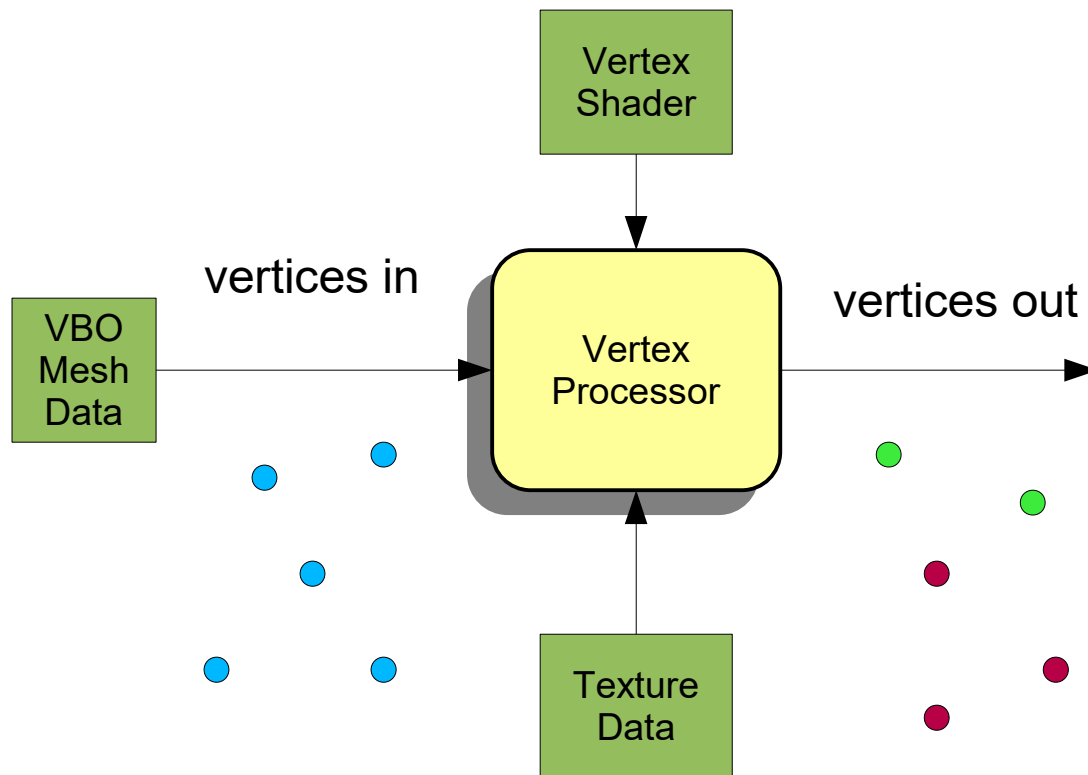 Vertex
Shader
vertices in
vertices out
VBO
Mesh
Data
Vertex
Processor
Texture
Data